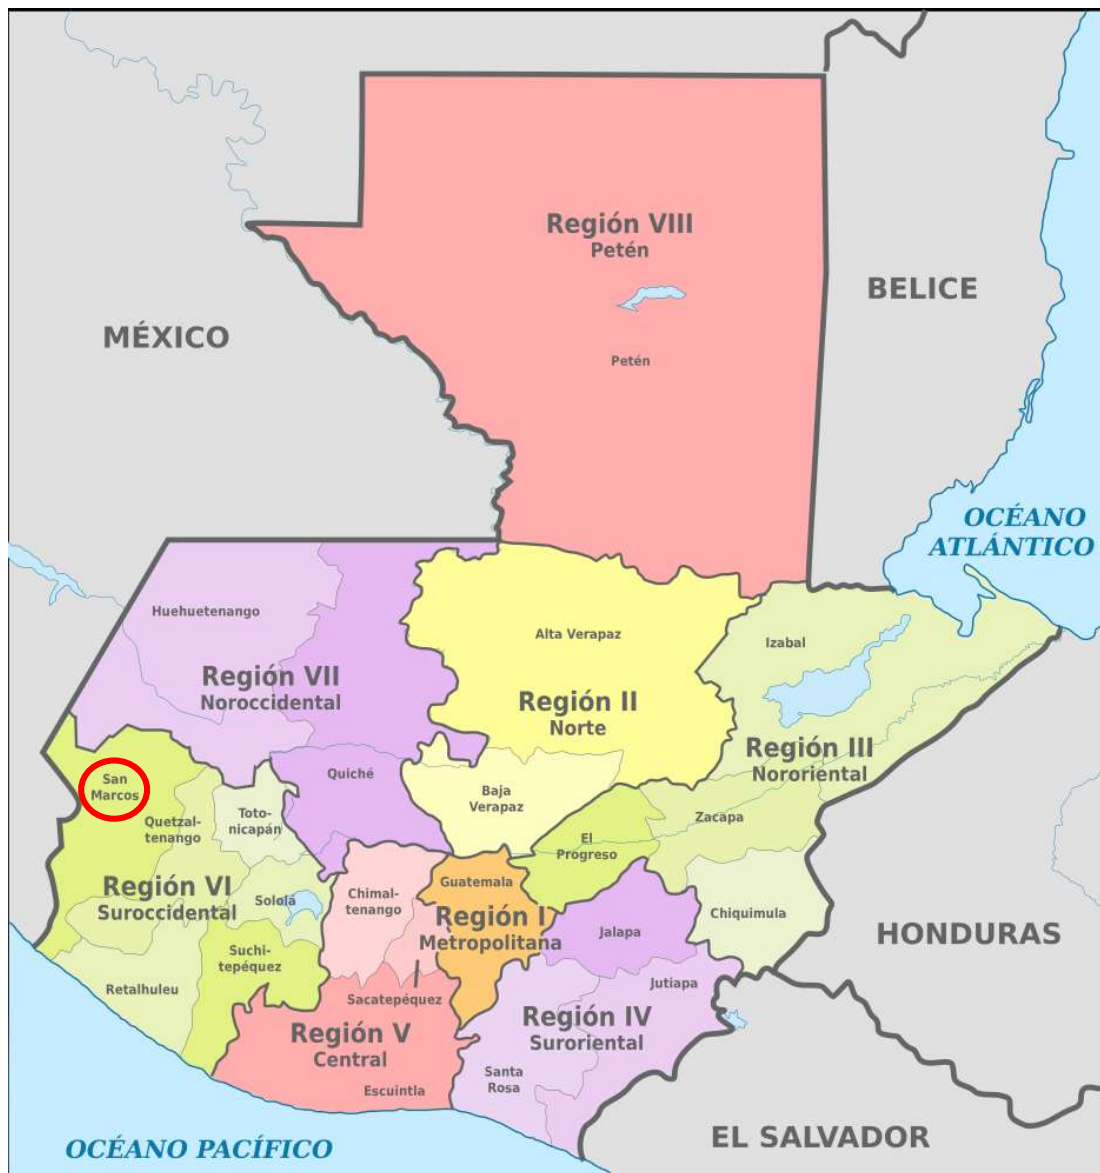 Región VIII
Petén
BELICE
MÉXICO
Petén
OCÉANO
ATLÁNTICO
Huehuetenango
Alta Verapaz
Izabal
Región VII
Noroccidental
Región II
Norte
Región III
Nororiental
San
Marcos
Quiché
Baja
Verapaz
Quetzal-
tenango
Toto-
nicapán
Zacapa
El
Progreso
Región VI
Suroccidental
Sololá
Chimal-
tenango
Guatemala
Región I
Metropolitana
Chiquimula
Jalapa
HONDURAS
Suchi-
tepéquez
Retalhuleu
Sacatepéquez
Jutiapa
Región V
Central
Región IV
Suroriental
Santa
Rosa
Escuintla
OCÉANO PACÍFICO
EL SALVADOR